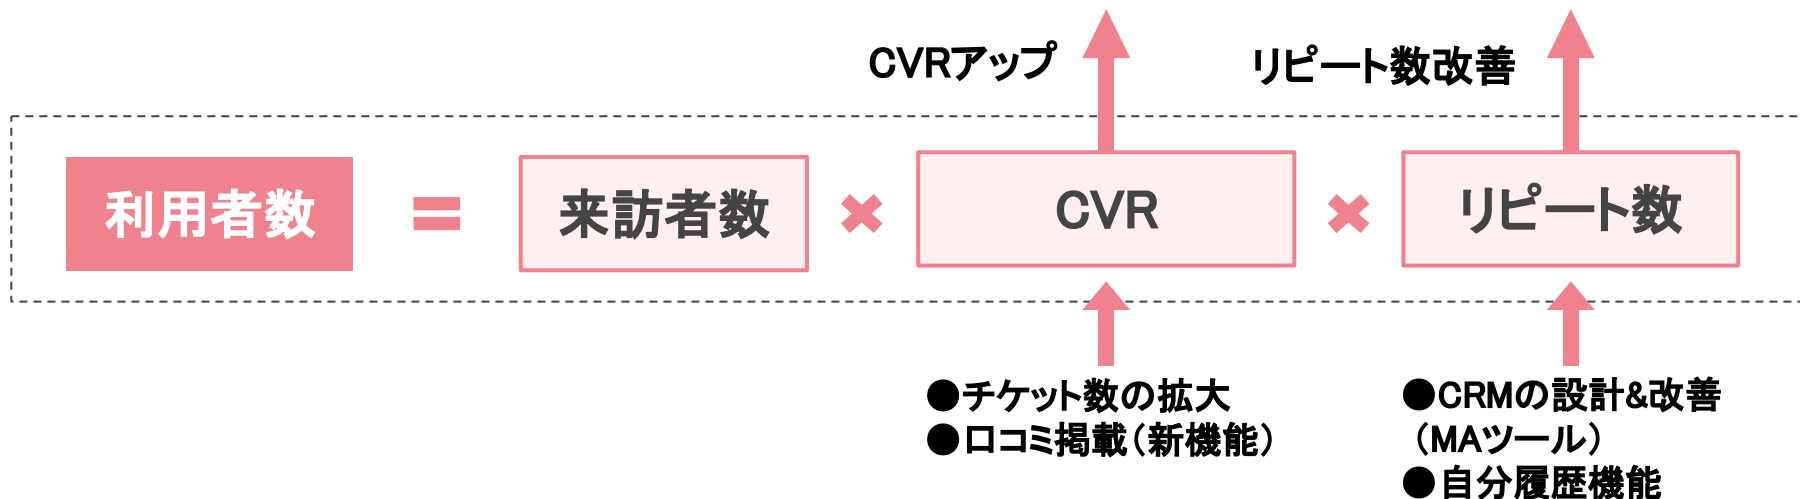 CVRアップ
リピート数改善
利用者数 = 来訪者数 × CVR × リピート数
●チケット数の拡大
●口コミ掲載(新機能)
●CRMの設計&改善
(MAツール)
●自分履歴機能